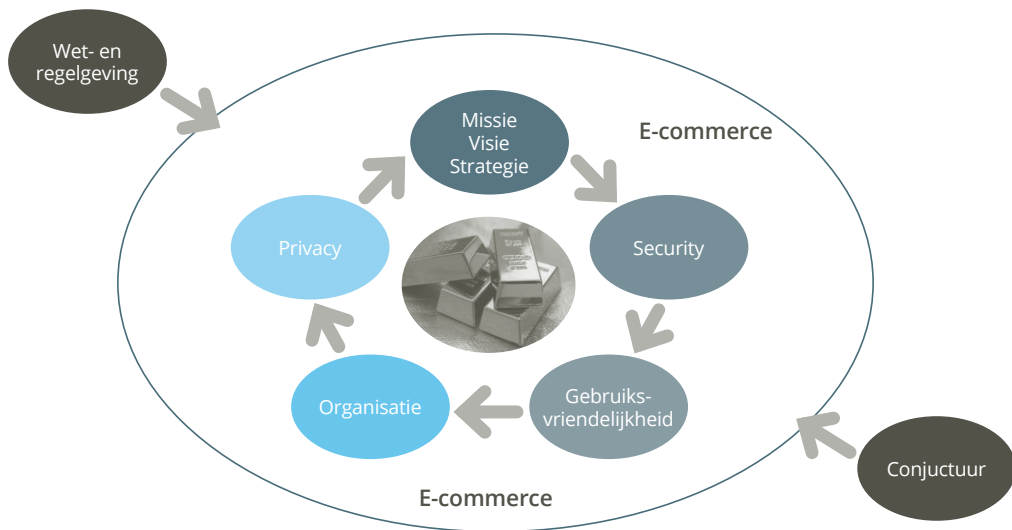 Wet- en
regelgeving
E-commerce
Missie
Visie
Strategie
Privacy
Security
Organisatie
Gebruiks-
vriendelijkheid
Conjuctuur
E-commerce